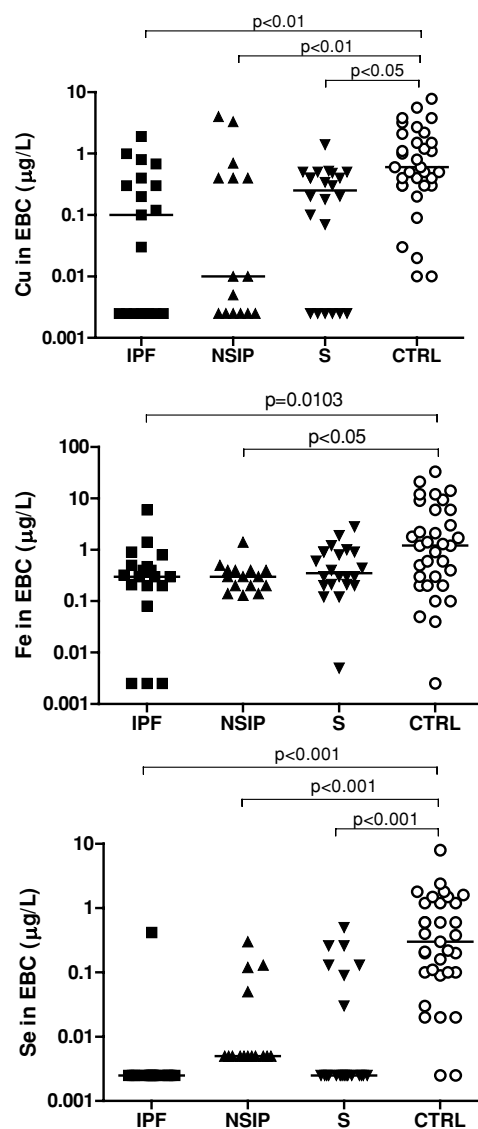 p<0.01
p<0.01
p<0.05
Cu in EBC (µg/L)
10
1
0.1
0.01
0.001
IPF NSIP S CTRL
p=0.0103
p<0.05
Fe in EBC (µg/L)
100
10
1
0.1
0.01
0.001
IPF NSIP S CTRL
p<0.001
p<0.001
p<0.001
Se in EBC (µg/L)
10
1
0.1
0.01
0.001
IPF NSIP S CTRL